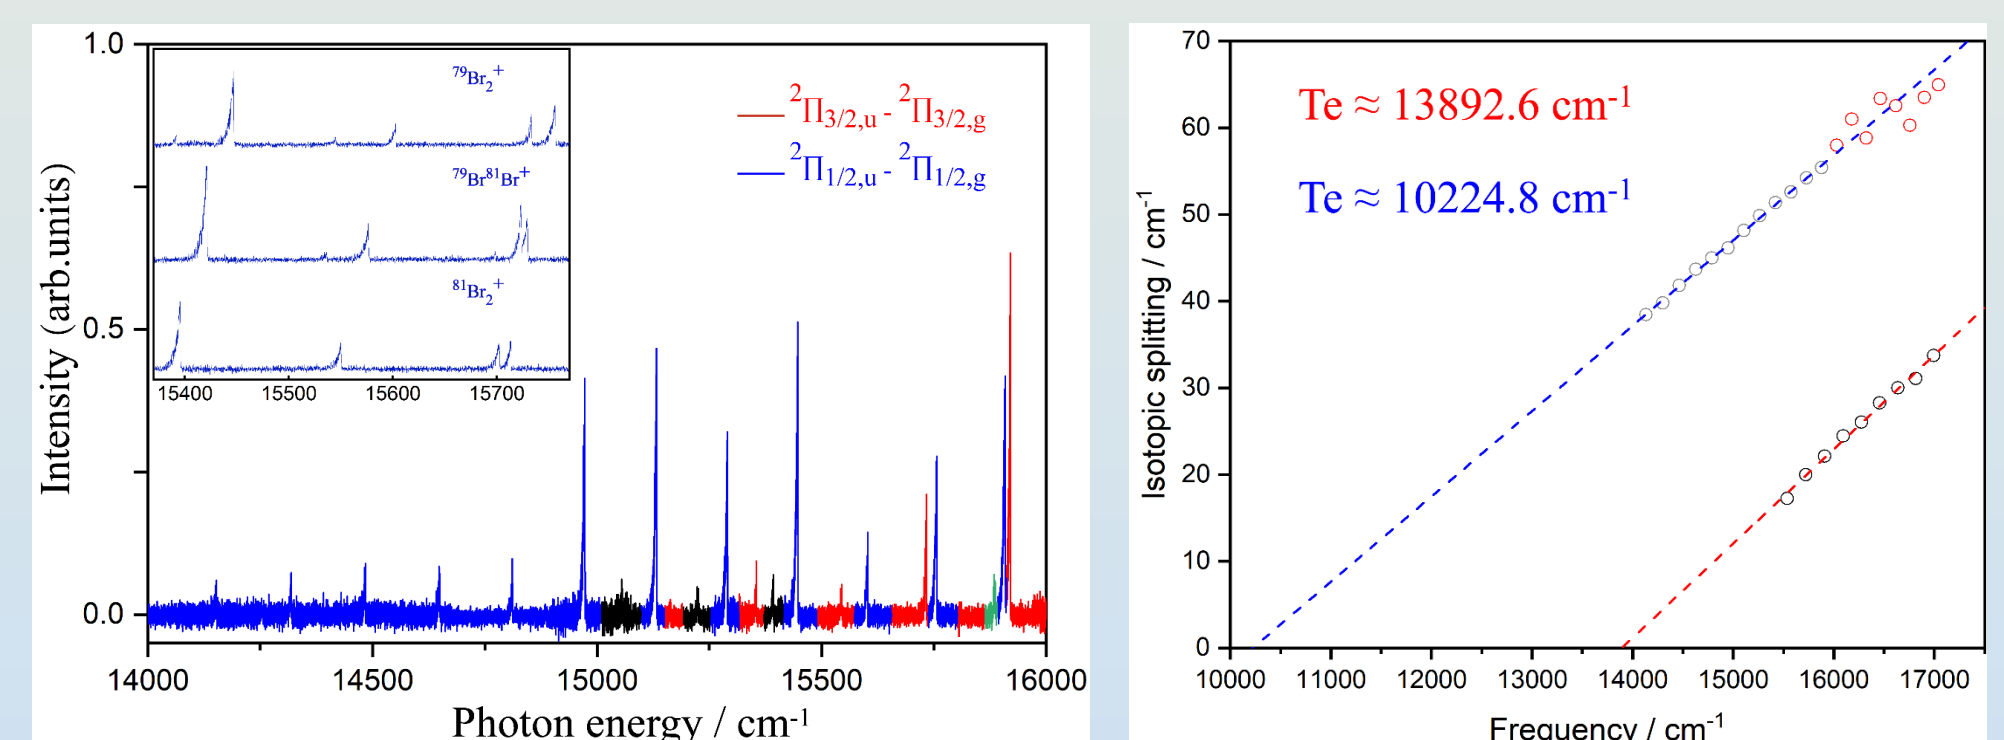 1.0
0.5
0.0
Intensity (arb.units)
⁷⁹Br₂⁺
⁷⁹Br⁸¹Br⁺
⁸¹Br₂⁺
15400 15500 15600 15700
²Π3/2,u - ²Π3/2,g
²Π1/2,u - ²Π1/2,g
14000 14500 15000 15500 16000
Photon energy / cm⁻¹
70
60
50
40
30
20
10
0
Isotopic splitting / cm⁻¹
Te ≈ 13892.6 cm⁻¹
Te ≈ 10224.8 cm⁻¹
10000 11000 12000 13000 14000 15000 16000 17000
Frequency / cm⁻¹